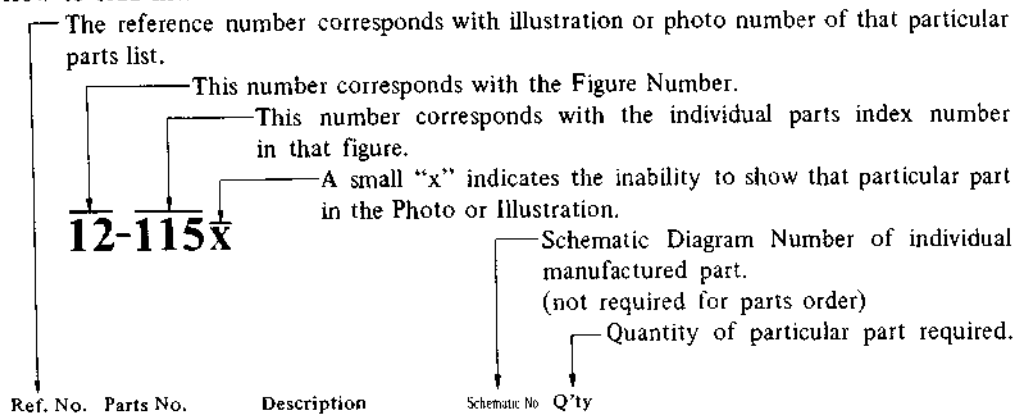 The reference number corresponds with illustration or photo number of that particular
parts list.
This number corresponds with the Figure Number.
This number corresponds with the individual parts index number
in that figure.
A small “x” indicates the inability to show that particular part
in the Photo or Illustration.
12-115x
Schematic Diagram Number of individual
manufactured part.
(not required for parts order)
Quantity of particular part required.
Ref. No. Parts No. Description Schematic No Q'ty